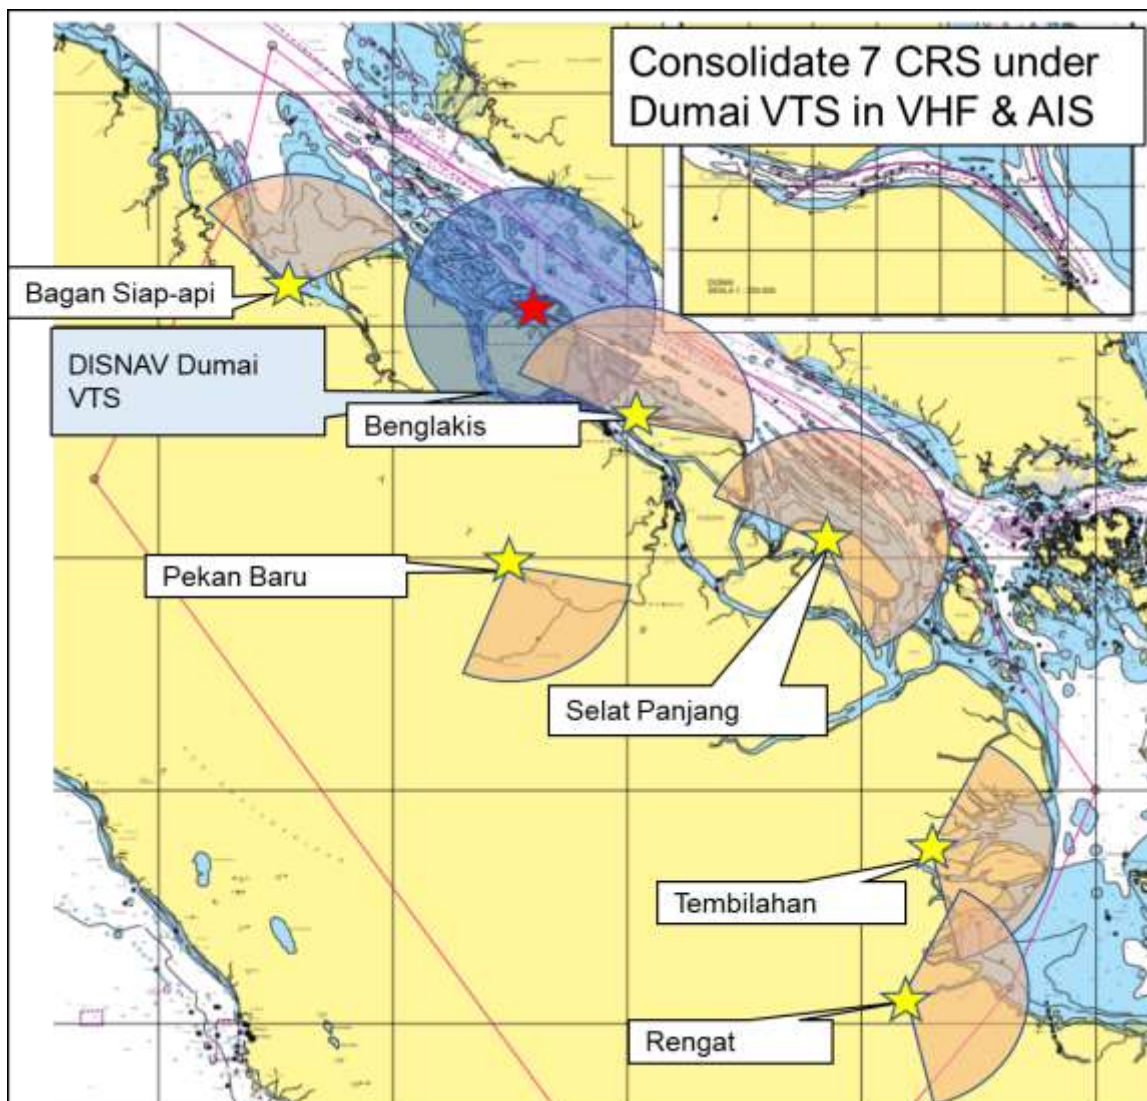 Consolidate 7 CRS under
Dumai VTS in VHF & AIS
Bagan Siap-api
DISNAV Dumai
VTS
Benglakis
Pekan Baru
Selat Panjang
Tembilahan
Rengat